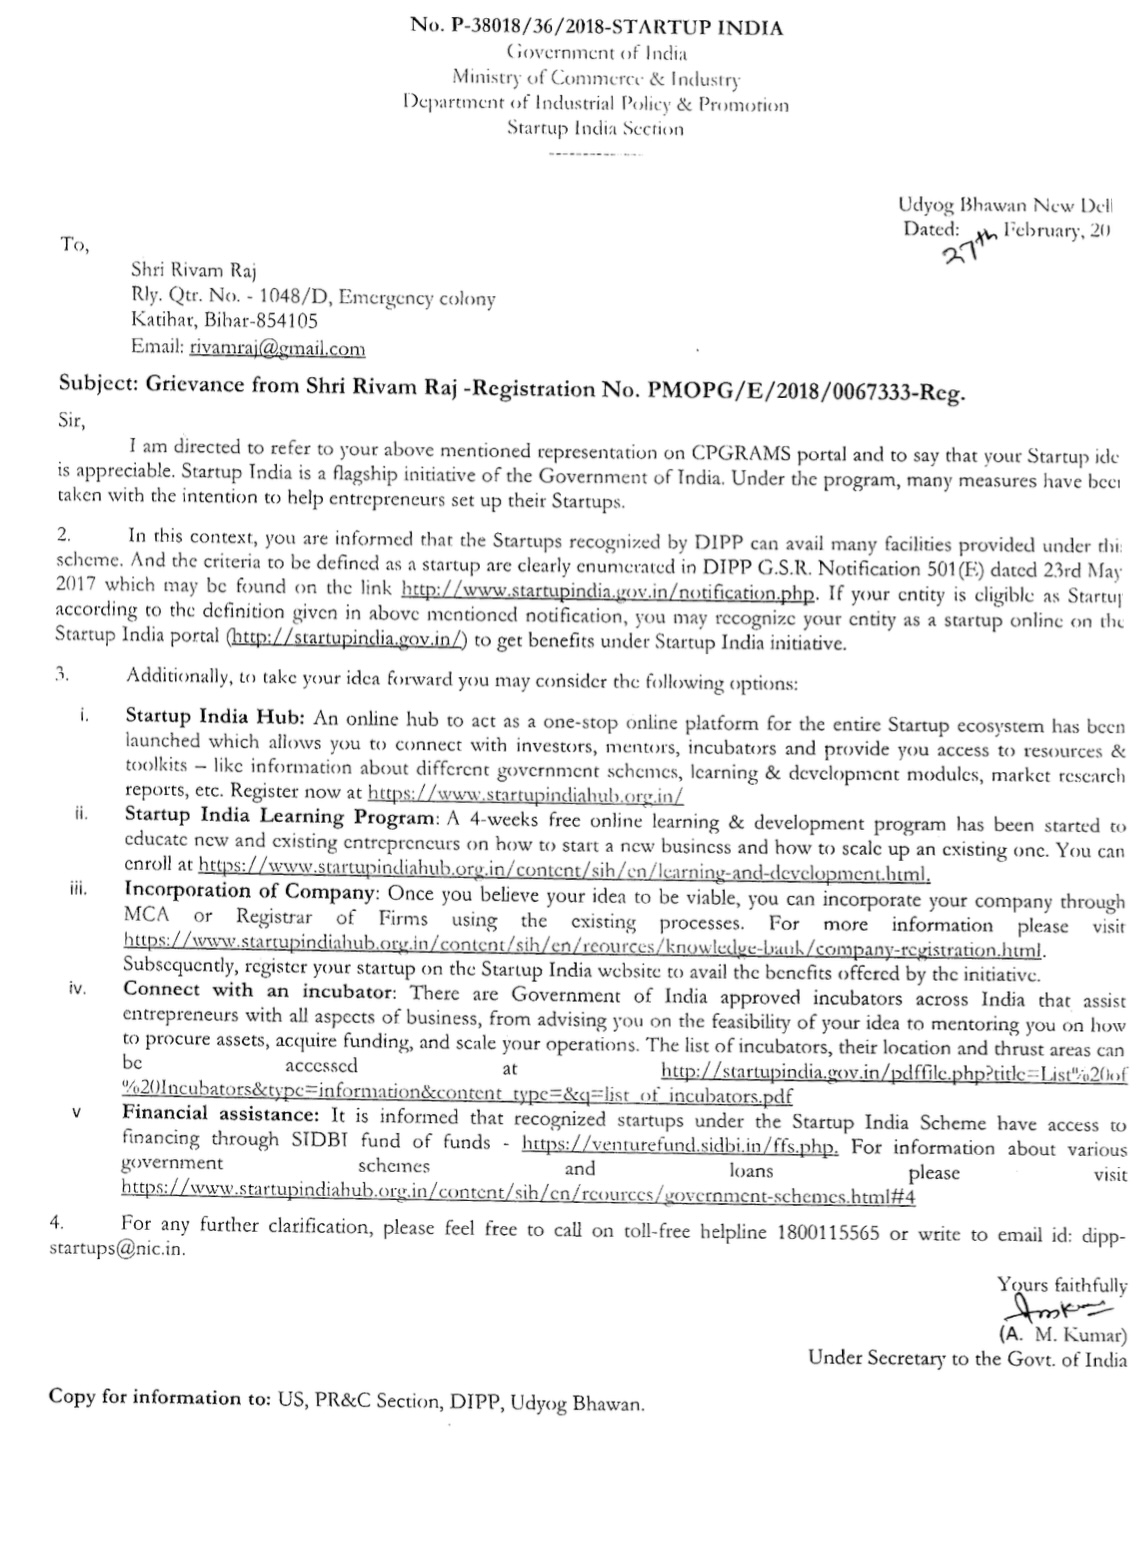 No. P-38018/36/2018-STARTUP INDIA
Government of India
Ministry of Commerce & Industry
Department of Industrial Policy & Promotion
Startup India Section
-------------
Udyog Bhawan New Del
Dated: 27th February, 20
To,
Shri Rivam Raj
Rly. Qtr. No. - 1048/D, Emergency colony
Katihar, Bihar-854105
Email: rivamraj@gmail.com
Subject: Grievance from Shri Rivam Raj -Registration No. PMOPG/E/2018/0067333-Reg.
Sir,
I am directed to refer to your above mentioned representation on CPGRAMS portal and to say that your Startup ide
is appreciable. Startup India is a flagship initiative of the Government of India. Under the program, many measures have bee
taken with the intention to help entrepreneurs set up their Startups.
2. In this context, you are informed that the Startups recognized by DIPP can avail many facilities provided under thi
scheme. And the criteria to be defined as a startup are clearly enumerated in DIPP G.S.R. Notification 501(E) dated 23rd May
2017 which may be found on the link http://www.startupindia.gov.in/notification.php. If your entity is eligible as Startup
according to the definition given in above mentioned notification, you may recognize your entity as a startup online on the
Startup India portal (http://startupindia.gov.in/) to get benefits under Startup India initiative.
3. Additionally, to take your idea forward you may consider the following options:
i. Startup India Hub: An online hub to act as a one-stop online platform for the entire Startup ecosystem has been
launched which allows you to connect with investors, mentors, incubators and provide you access to resources &
toolkits – like information about different government schemes, learning & development modules, market research
reports, etc. Register now at https://www.startupindiahub.org.in/
ii. Startup India Learning Program: A 4-weeks free online learning & development program has been started to
educate new and existing entrepreneurs on how to start a new business and how to scale up an existing one. You can
enroll at https://www.startupindiahub.org.in/content/sih/en/learning-and-development.html.
iii. Incorporation of Company: Once you believe your idea to be viable, you can incorporate your company through
MCA or Registrar of Firms using the existing processes. For more information please visit
https://www.startupindiahub.org.in/content/sih/en/reources/knowledge-bank/company-registration.html.
Subsequently, register your startup on the Startup India website to avail the benefits offered by the initiative.
iv. Connect with an incubator: There are Government of India approved incubators across India that assist
entrepreneurs with all aspects of business, from advising you on the feasibility of your idea to mentoring you on how
to procure assets, acquire funding, and scale your operations. The list of incubators, their location and thrust areas can
be accessed at http://startupindia.gov.in/pdffile.php?title=List%20of
%20Incubators&type=information&content_type=&q=list_of_incubators.pdf
v Financial assistance: It is informed that recognized startups under the Startup India Scheme have access to
financing through SIDBI fund of funds - https://venturefund.sidbi.in/ffs.php. For information about various
government schemes and loans please visit
https://www.startupindiahub.org.in/content/sih/en/reources/government-schemes.html#4
4. For any further clarification, please feel free to call on toll-free helpline 1800115565 or write to email id: dipp-
startups@nic.in.
Yours faithfully
(A. M. Kumar)
Under Secretary to the Govt. of India
Copy for information to: US, PR&C Section, DIPP, Udyog Bhawan.